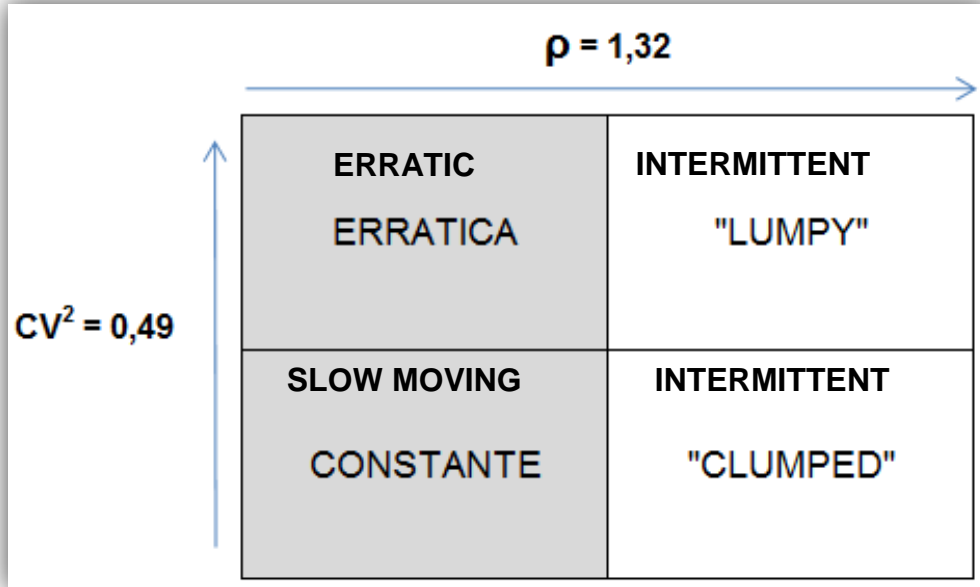 ρ = 1,32
ERRATIC
INTERMITTENT
ERRATICA
"LUMPY"
CV² = 0,49
SLOW MOVING
INTERMITTENT
CONSTANTE
"CLUMPED"